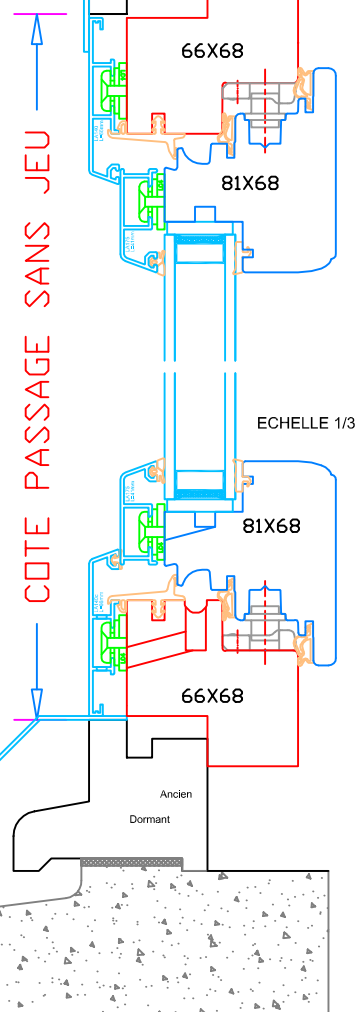 66X68
81X68
COTE PASSAGE SANS JEU
ECHELLE 1/3
81X68
66X68
Ancien
Dormant